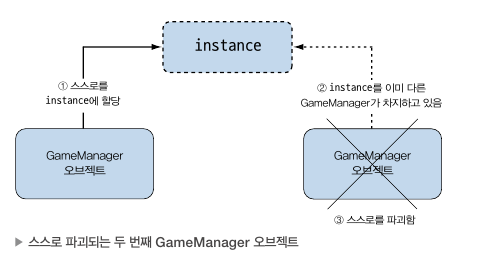 instance
① 스스로를
instance에 할당
② instance를 이미 다른
GameManager가 차지하고 있음
GameManager
오브젝트
GameManager
오브젝트
③ 스스로를 파괴함
▶ 스스로 파괴되는 두 번째 GameManager 오브젝트